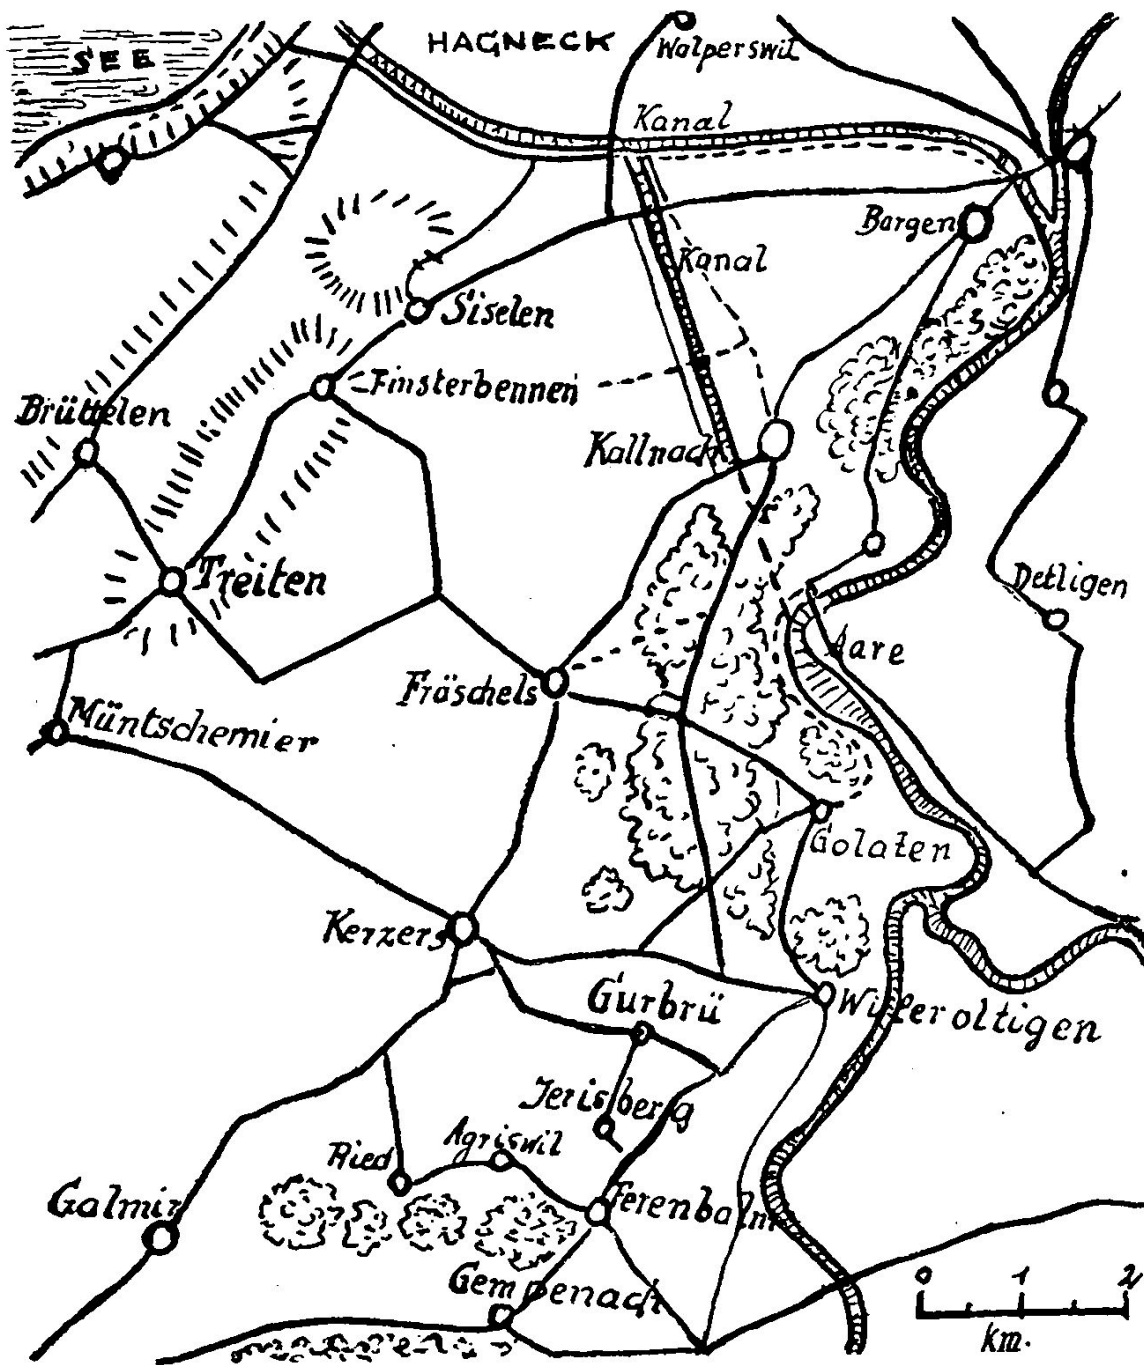 SEE
HAGNECK
Walperswil
Kanal
Bargen
Kanal
Siselen
Finsterbennen
Brüttelen
Kallnach
Treiten
Detligen
Aare
Fräschels
Müntschemier
Golaten
Kerzers
Gurbrü
Wileroltigen
Jerisberg
Agriswil
Ried
Galmiz
Ferenbalm
Gempenach
0 1 2
km.